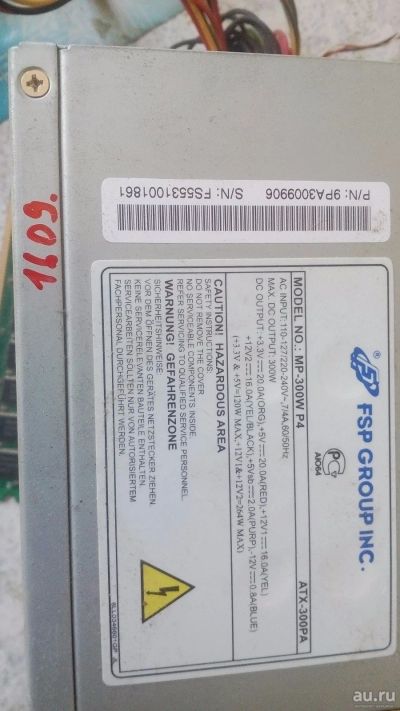 1609.
P/N: 9PA3009906
S/N: FS5531001861
FSP GROUP INC.
MODEL NO.: MP-300W P4
ATX-300PA
AC INPUT: 110-127/220-240V~,7/4A,60/50Hz
MAX. DC OUTPUT: 300W
DC OUTPUT: +3.3V⎓20.0A(ORG),+5V⎓20.0A(RED),+12V1⎓16.0A(YEL)
+12V2⎓16.0A(YEL/BLACK),+5Vsb⎓2.0A(PURP),-12V⎓0.8A(BLUE)
(+3.3V & +5V=120W MAX,+12V1&+12V2=264W MAX)
AЮ64
CAUTION! HAZARDOUS AREA
SAFETY INSTRUCTIONS:
DO NOT REMOVE THE COVER
NO SERVICEABLE COMPONENTS INSIDE.
REFER SERVICING TO QUALIFIED SERVICE PERSONNEL.
WARNUNG! GEFAHRENZONE
SICHERHEITSHINWEISE
VOR DEM ÖFFNEN DES GERÄTES NETZSTECKER ZIEHEN.
KEINE SERVICERELEVANTEN BAUTEILE ENTHALTEN.
SERVICEARBEITEN SOLLTEN NUR VON AUTORISIERTEM
FACHPERSONAL DURCHGEFÜHRT WERDEN.
au.ru